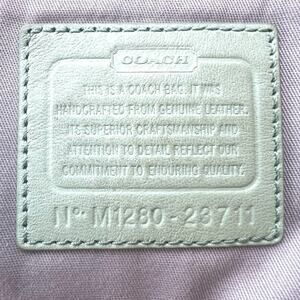 COACH
THIS IS A COACH BAG. IT WAS
HANDCRAFTED FROM GENUINE LEATHER.
ITS SUPERIOR CRAFTSMANSHIP AND
ATTENTION TO DETAIL REFLECT OUR
COMMITMENT TO ENDURING QUALITY.
Nº M1280-23711